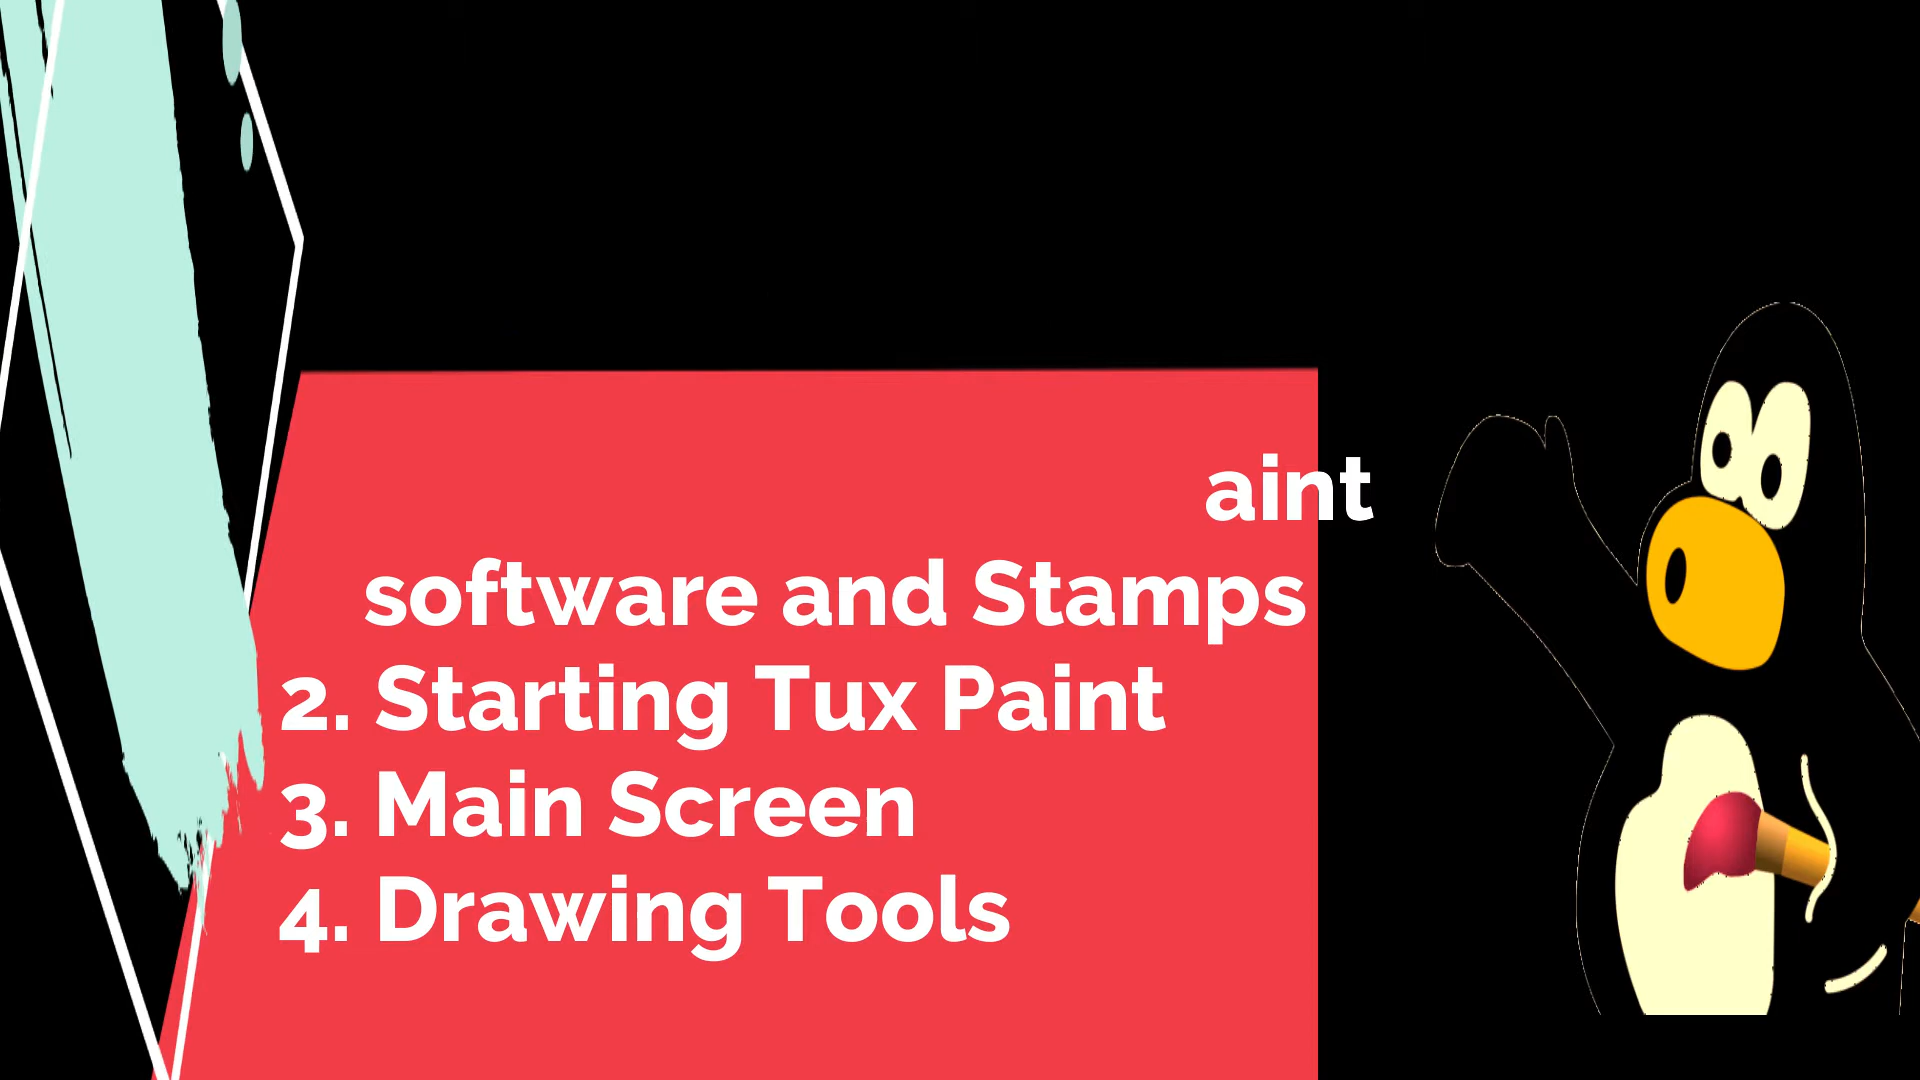 aint
software and Stamps
2. Starting Tux Paint
3. Main Screen
4. Drawing Tools